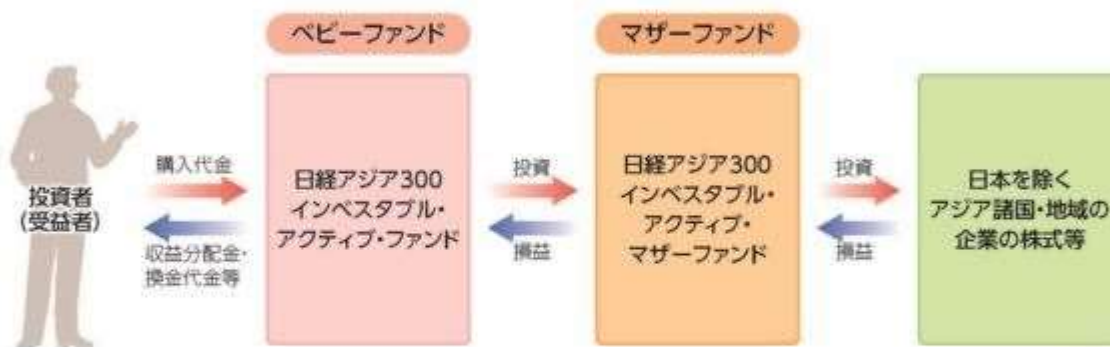 ベビーファンド
マザーファンド
投資者
(受益者)
購入代金
収益分配金・
換金代金等
日経アジア300
インベスタブル・
アクティブ・ファンド
投資
損益
日経アジア300
インベスタブル・
アクティブ・
マザーファンド
投資
損益
日本を除く
アジア諸国・地域の
企業の株式等